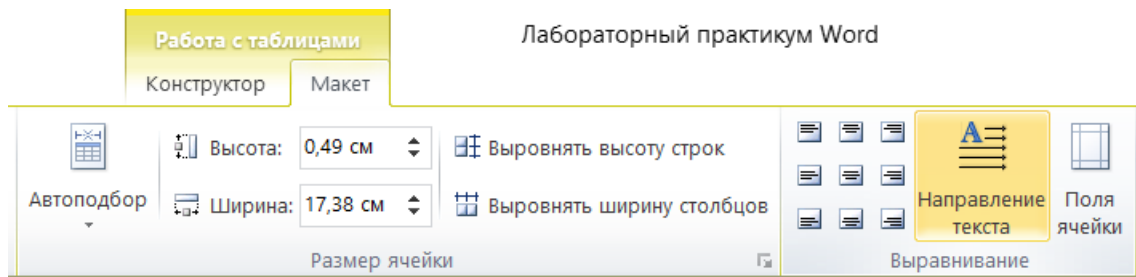 Работа с таблицами
Лабораторный практикум Word
Конструктор Макет
Автоподбор
Высота: 0,49 см
Ширина: 17,38 см
Выровнять высоту строк
Выровнять ширину столбцов
Размер ячейки
Направление
текста
Поля
ячейки
Выравнивание